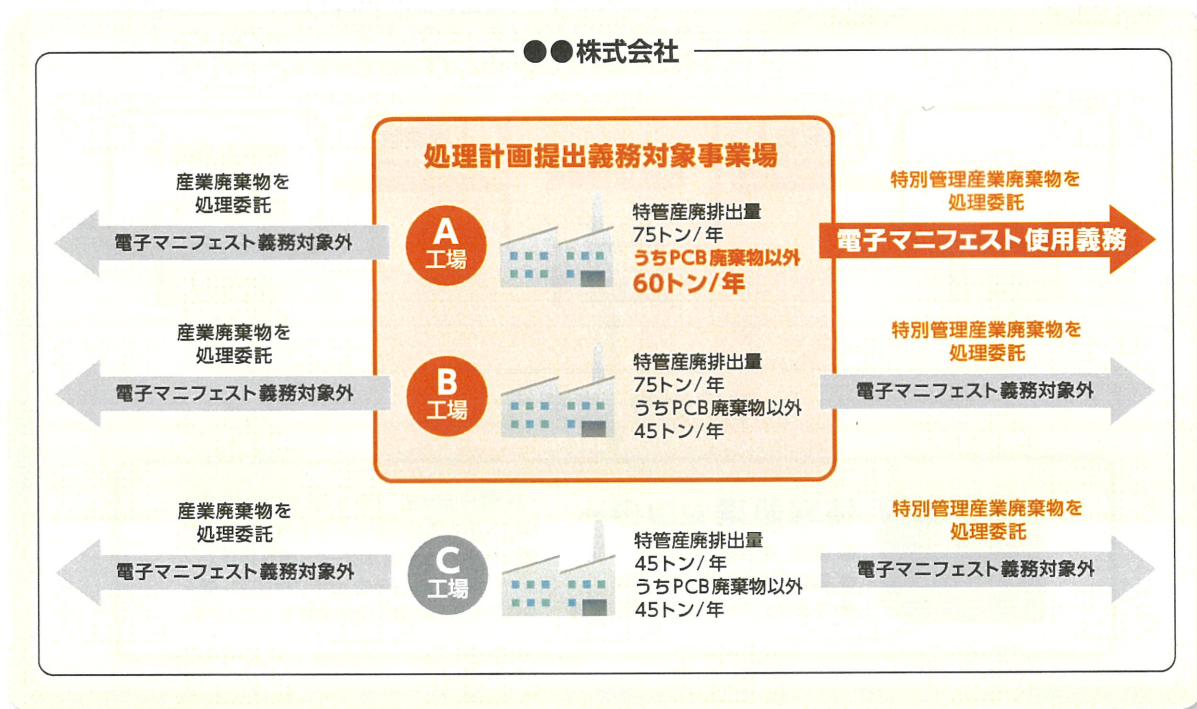 ●●株式会社
処理計画提出義務対象事業場
産業廃棄物を
処理委託
電子マニフェスト義務対象外
A
工場
特管産廃排出量
75トン/年
うちPCB廃棄物以外
60トン/年
特別管理産業廃棄物を
処理委託
電子マニフェスト使用義務
産業廃棄物を
処理委託
電子マニフェスト義務対象外
B
工場
特管産廃排出量
75トン/年
うちPCB廃棄物以外
45トン/年
特別管理産業廃棄物を
処理委託
電子マニフェスト義務対象外
産業廃棄物を
処理委託
電子マニフェスト義務対象外
C
工場
特管産廃排出量
45トン/年
うちPCB廃棄物以外
45トン/年
特別管理産業廃棄物を
処理委託
電子マニフェスト義務対象外